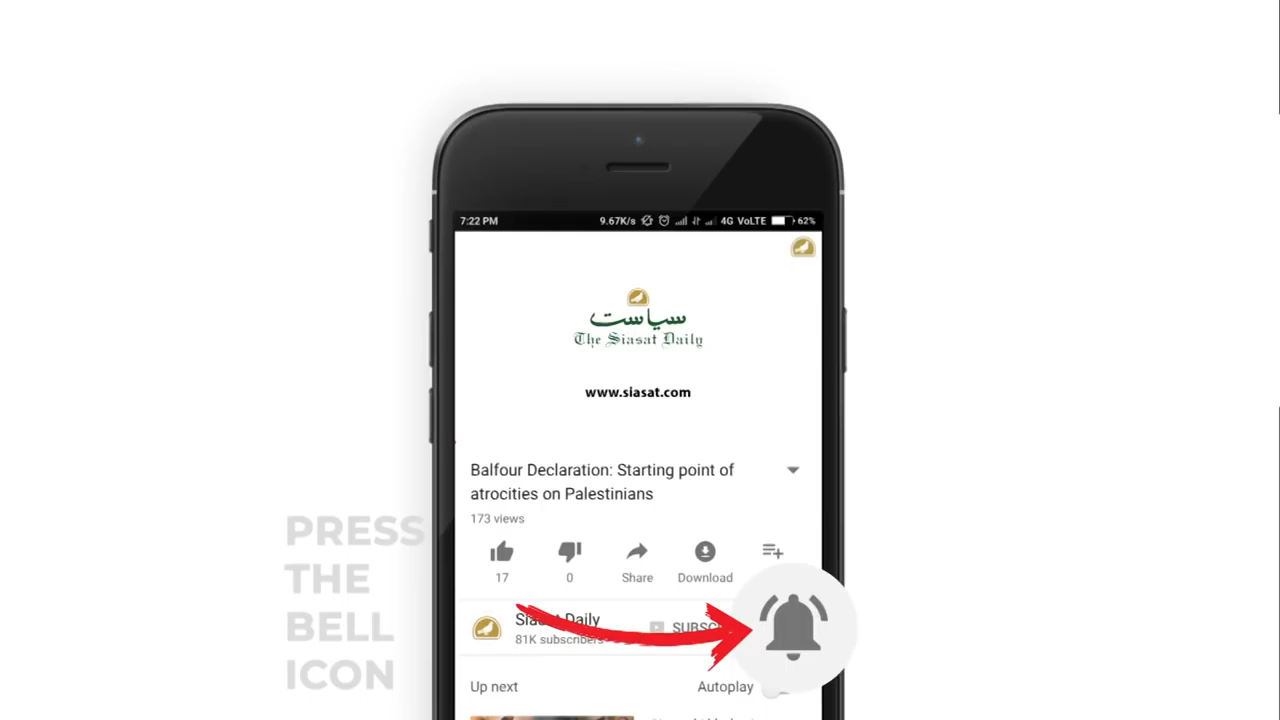 7:22 PM 9.67K/s 4G VoLTE 62%
سیاست
The Siasat Daily
www.siasat.com
Balfour Declaration: Starting point of
atrocities on Palestinians
173 views
17 0 Share Download
PRESS
THE
BELL
ICON
Siasat Daily
81K subscribers
Up next Autoplay